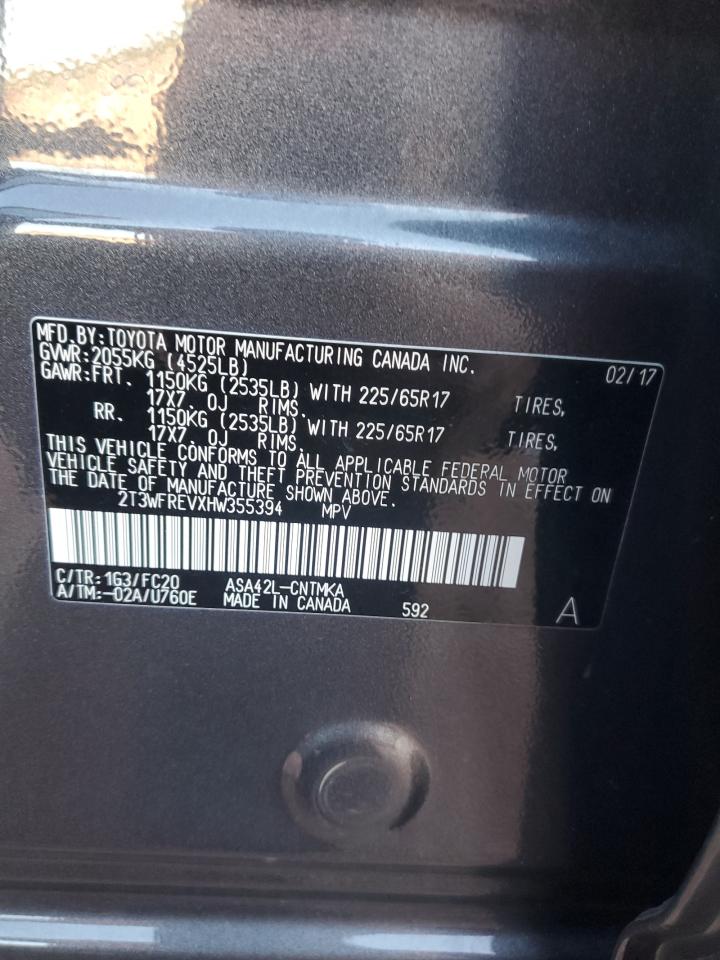 MFD.BY:TOYOTA MOTOR MANUFACTURING CANADA INC. 02/17
GVWR:2055KG (4525LB)
GAWR:FRT. 1150KG (2535LB) WITH 225/65R17 TIRES,
17X7.0J RIMS.
RR. 1150KG (2535LB) WITH 225/65R17 TIRES,
17X7.0J RIMS.
THIS VEHICLE CONFORMS TO ALL APPLICABLE FEDERAL MOTOR
VEHICLE SAFETY AND THEFT PREVENTION STANDARDS IN EFFECT ON
THE DATE OF MANUFACTURE SHOWN ABOVE.
2T3WFREVXHW355394 MPV
C/TR:1G3/FC20 ASA42L-CNTMKA
A/TM:-02A/U760E MADE IN CANADA 592 A